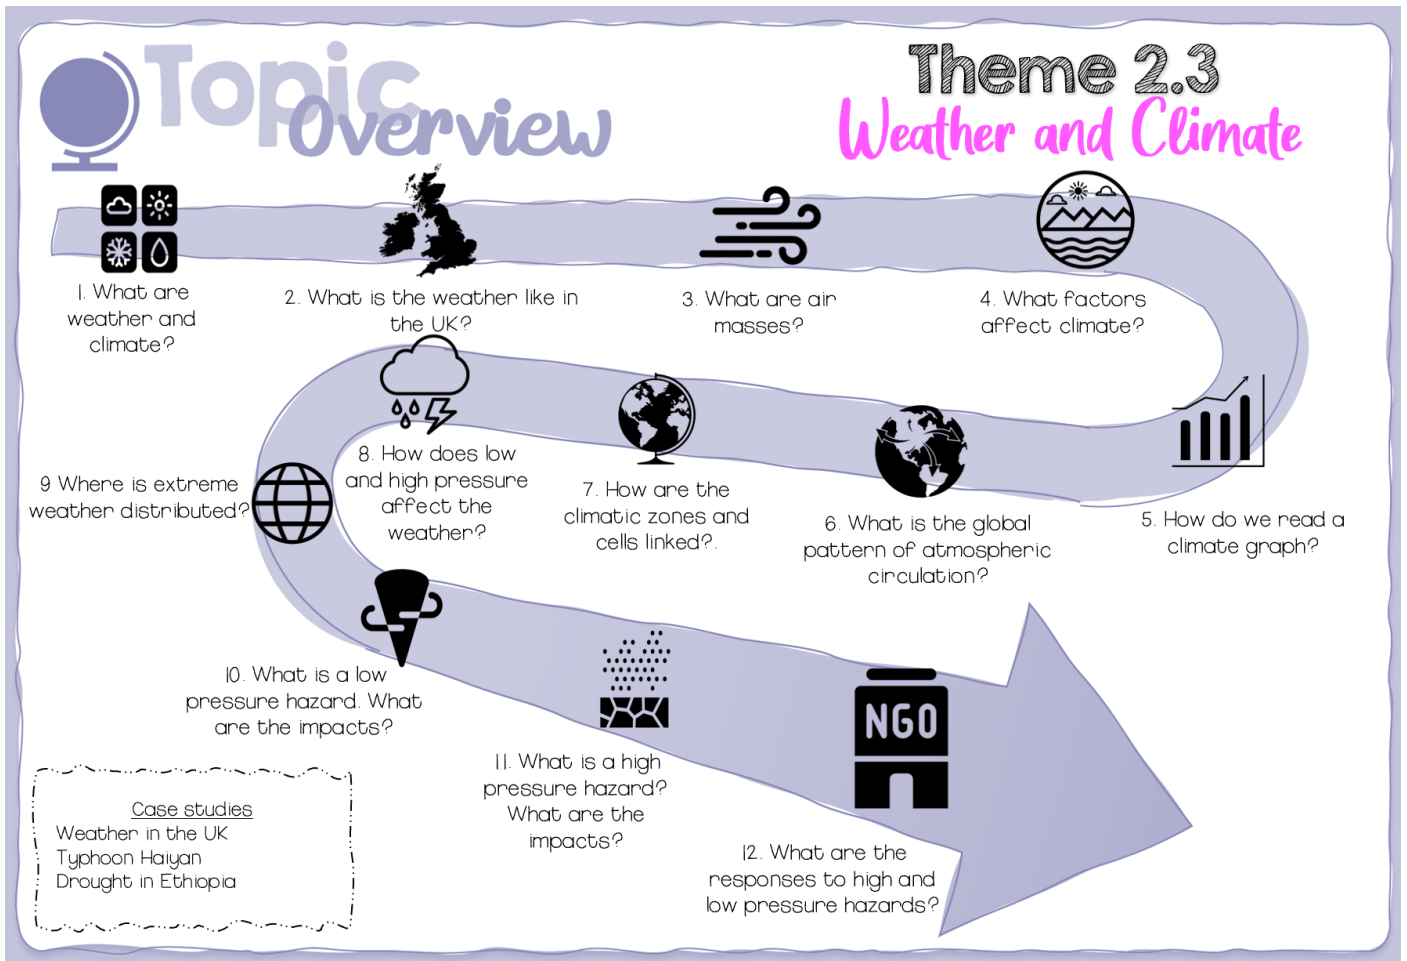 Topic
Overview
Theme 2.3
Weather and Climate
1. What are
weather and
climate?
2. What is the weather like in
the UK?
3. What are air
masses?
4. What factors
affect climate?
5. How do we read a
climate graph?
6. What is the global
pattern of atmospheric
circulation?
7. How are the
climatic zones and
cells linked?.
8. How does low
and high pressure
affect the
weather?
9 Where is extreme
weather distributed?
10. What is a low
pressure hazard. What
are the impacts?
11. What is a high
pressure hazard?
What are the
impacts?
NGO
12. What are the
responses to high and
low pressure hazards?
Case studies
Weather in the UK
Typhoon Haiyan
Drought in Ethiopia